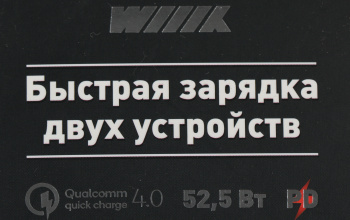 WIIIX
Быстрая зарядка
двух устройств
Qualcomm
quick charge 4.0
52,5 Вт PD